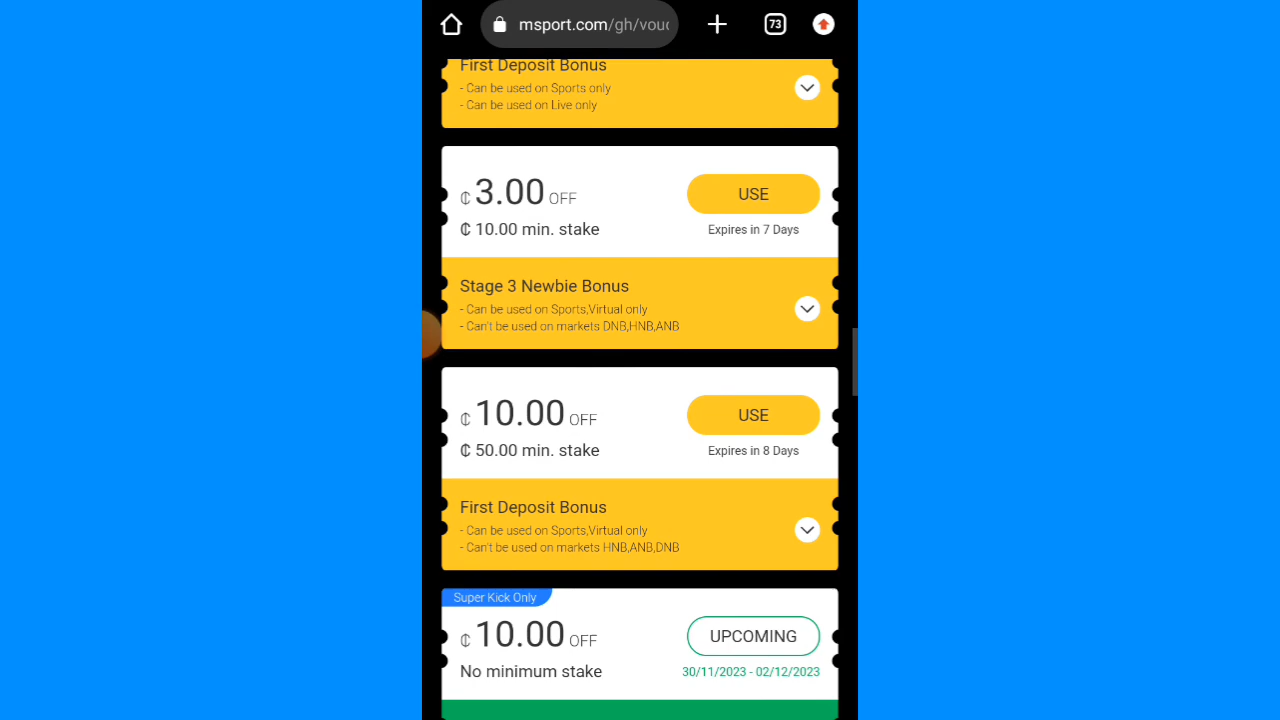 msport.com/gh/vouc
73
First Deposit Bonus
- Can be used on Sports only
- Can be used on Live only
₵ 3.00 OFF
USE
₵ 10.00 min. stake
Expires in 7 Days
Stage 3 Newbie Bonus
- Can be used on Sports,Virtual only
- Can't be used on markets DNB,HNB,ANB
₵ 10.00 OFF
USE
₵ 50.00 min. stake
Expires in 8 Days
First Deposit Bonus
- Can be used on Sports,Virtual only
- Can't be used on markets HNB,ANB,DNB
Super Kick Only
₵ 10.00 OFF
UPCOMING
No minimum stake
30/11/2023 - 02/12/2023